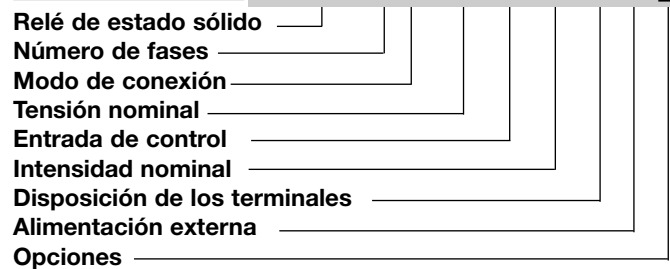 Relé de estado sólido
Número de fases
Modo de conexión
Tensión nominal
Entrada de control
Intensidad nominal
Disposición de los terminales
Alimentación externa
Opciones